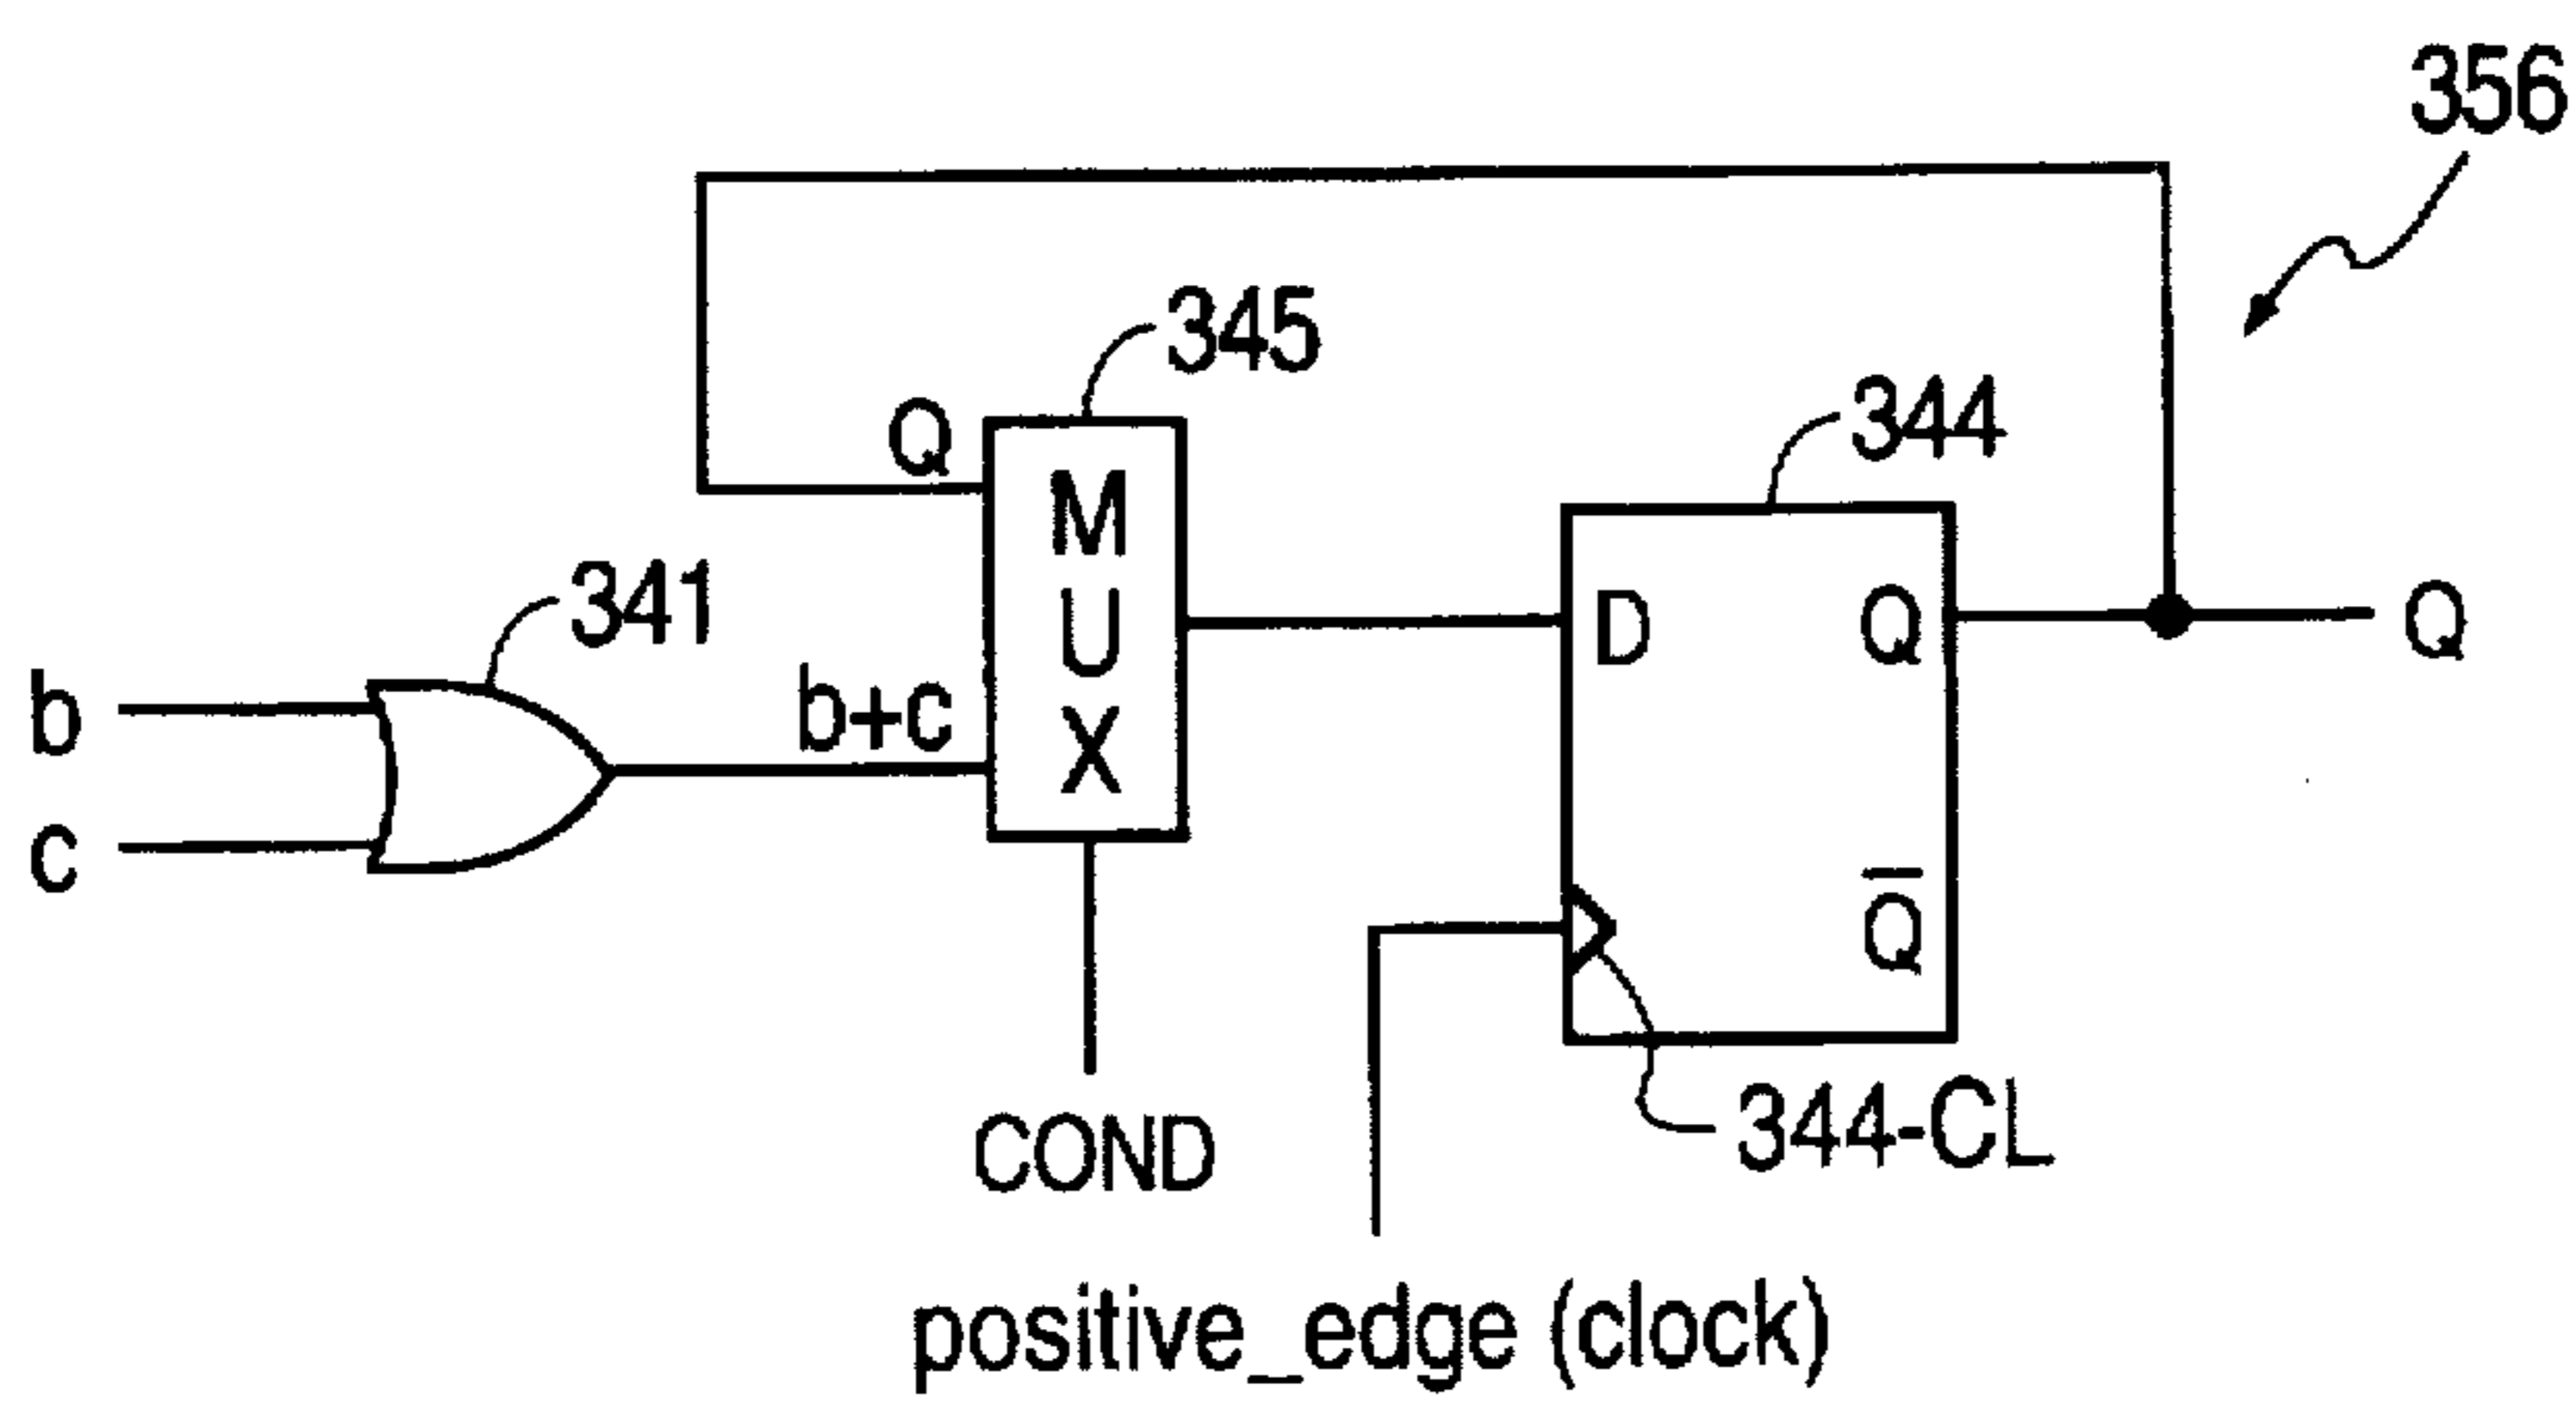 356
345
344
Q
M
U
X
341
D
Q
Q
b
b+c
c
Q̅
COND
344-CL
positive_edge (clock)